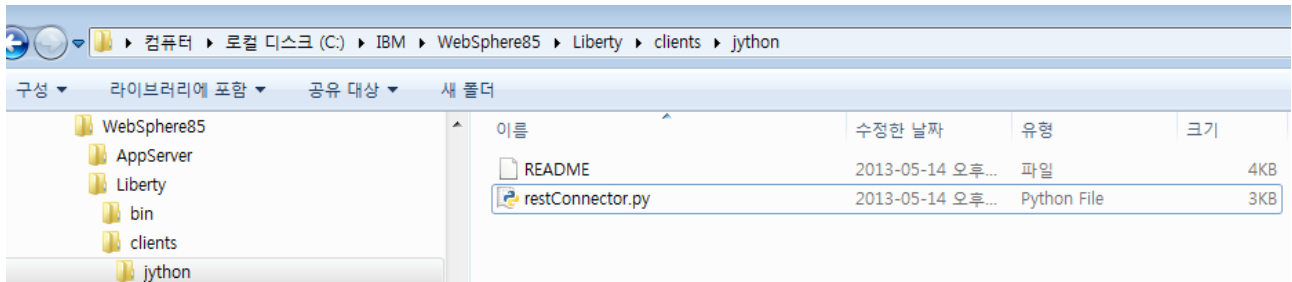 컴퓨터 ▸ 로컬 디스크 (C:) ▸ IBM ▸ WebSphere85 ▸ Liberty ▸ clients ▸ jython
구성 ▾ 라이브러리에 포함 ▾ 공유 대상 ▾ 새 폴더
WebSphere85
AppServer
Liberty
bin
clients
jython
이름 수정한 날짜 유형 크기
README 2013-05-14 오후... 파일 4KB
restConnector.py 2013-05-14 오후... Python File 3KB